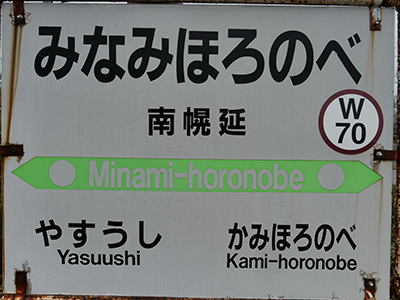 みなみほろのべ
南幌延
W
70
Minami-horonobe
やすうし
Yasuushi
かみほろのべ
Kami-horonobe